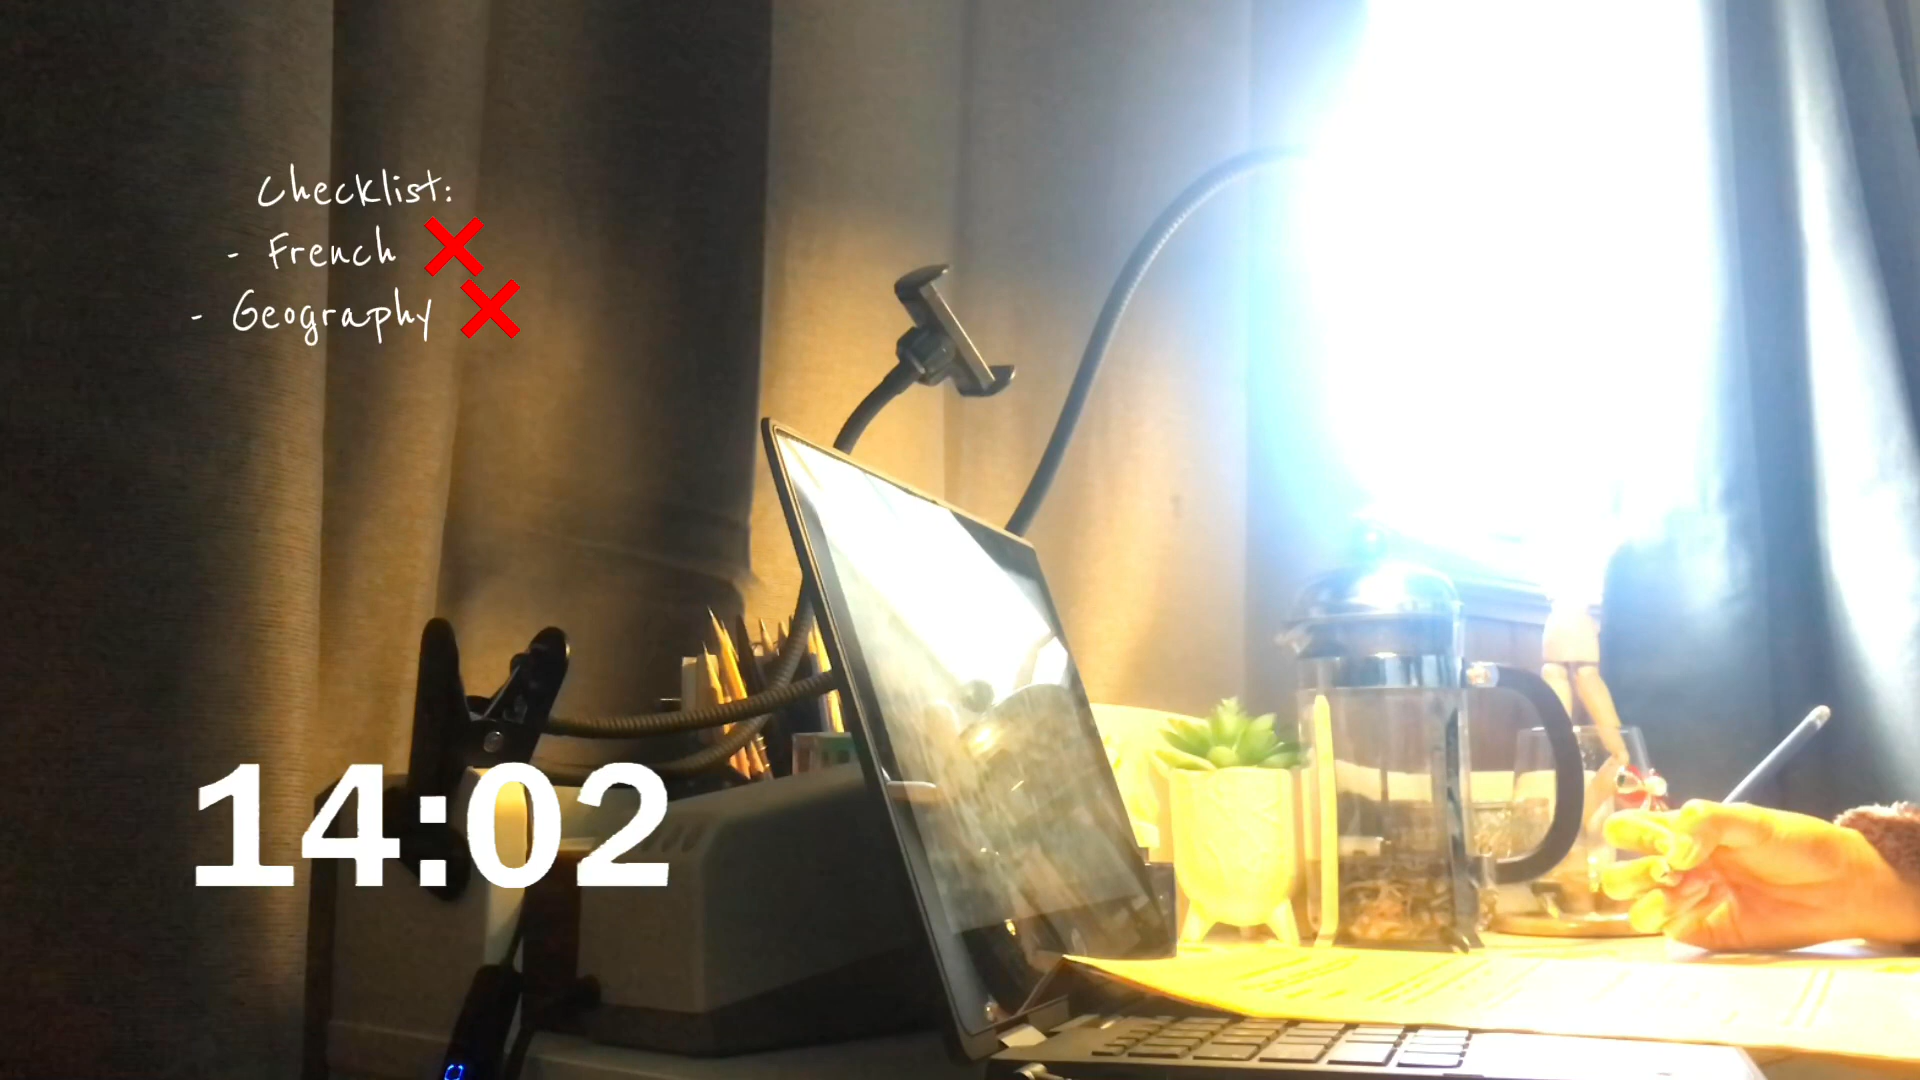 Checklist:
- French ❌
- Geography ❌
14:02